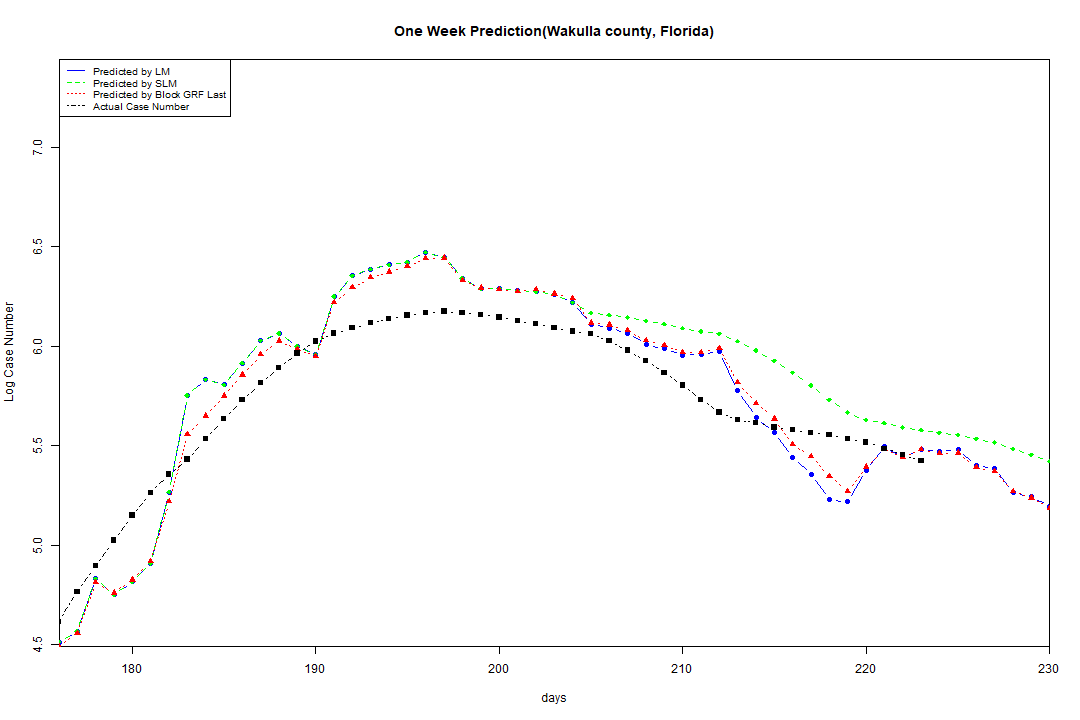 One Week Prediction(Wakulla county, Florida)
Predicted by LM
Predicted by SLM
Predicted by Block GRF Last
Actual Case Number
7.0
6.5
6.0
5.5
5.0
4.5
Log Case Number
180 190 200 210 220 230
days